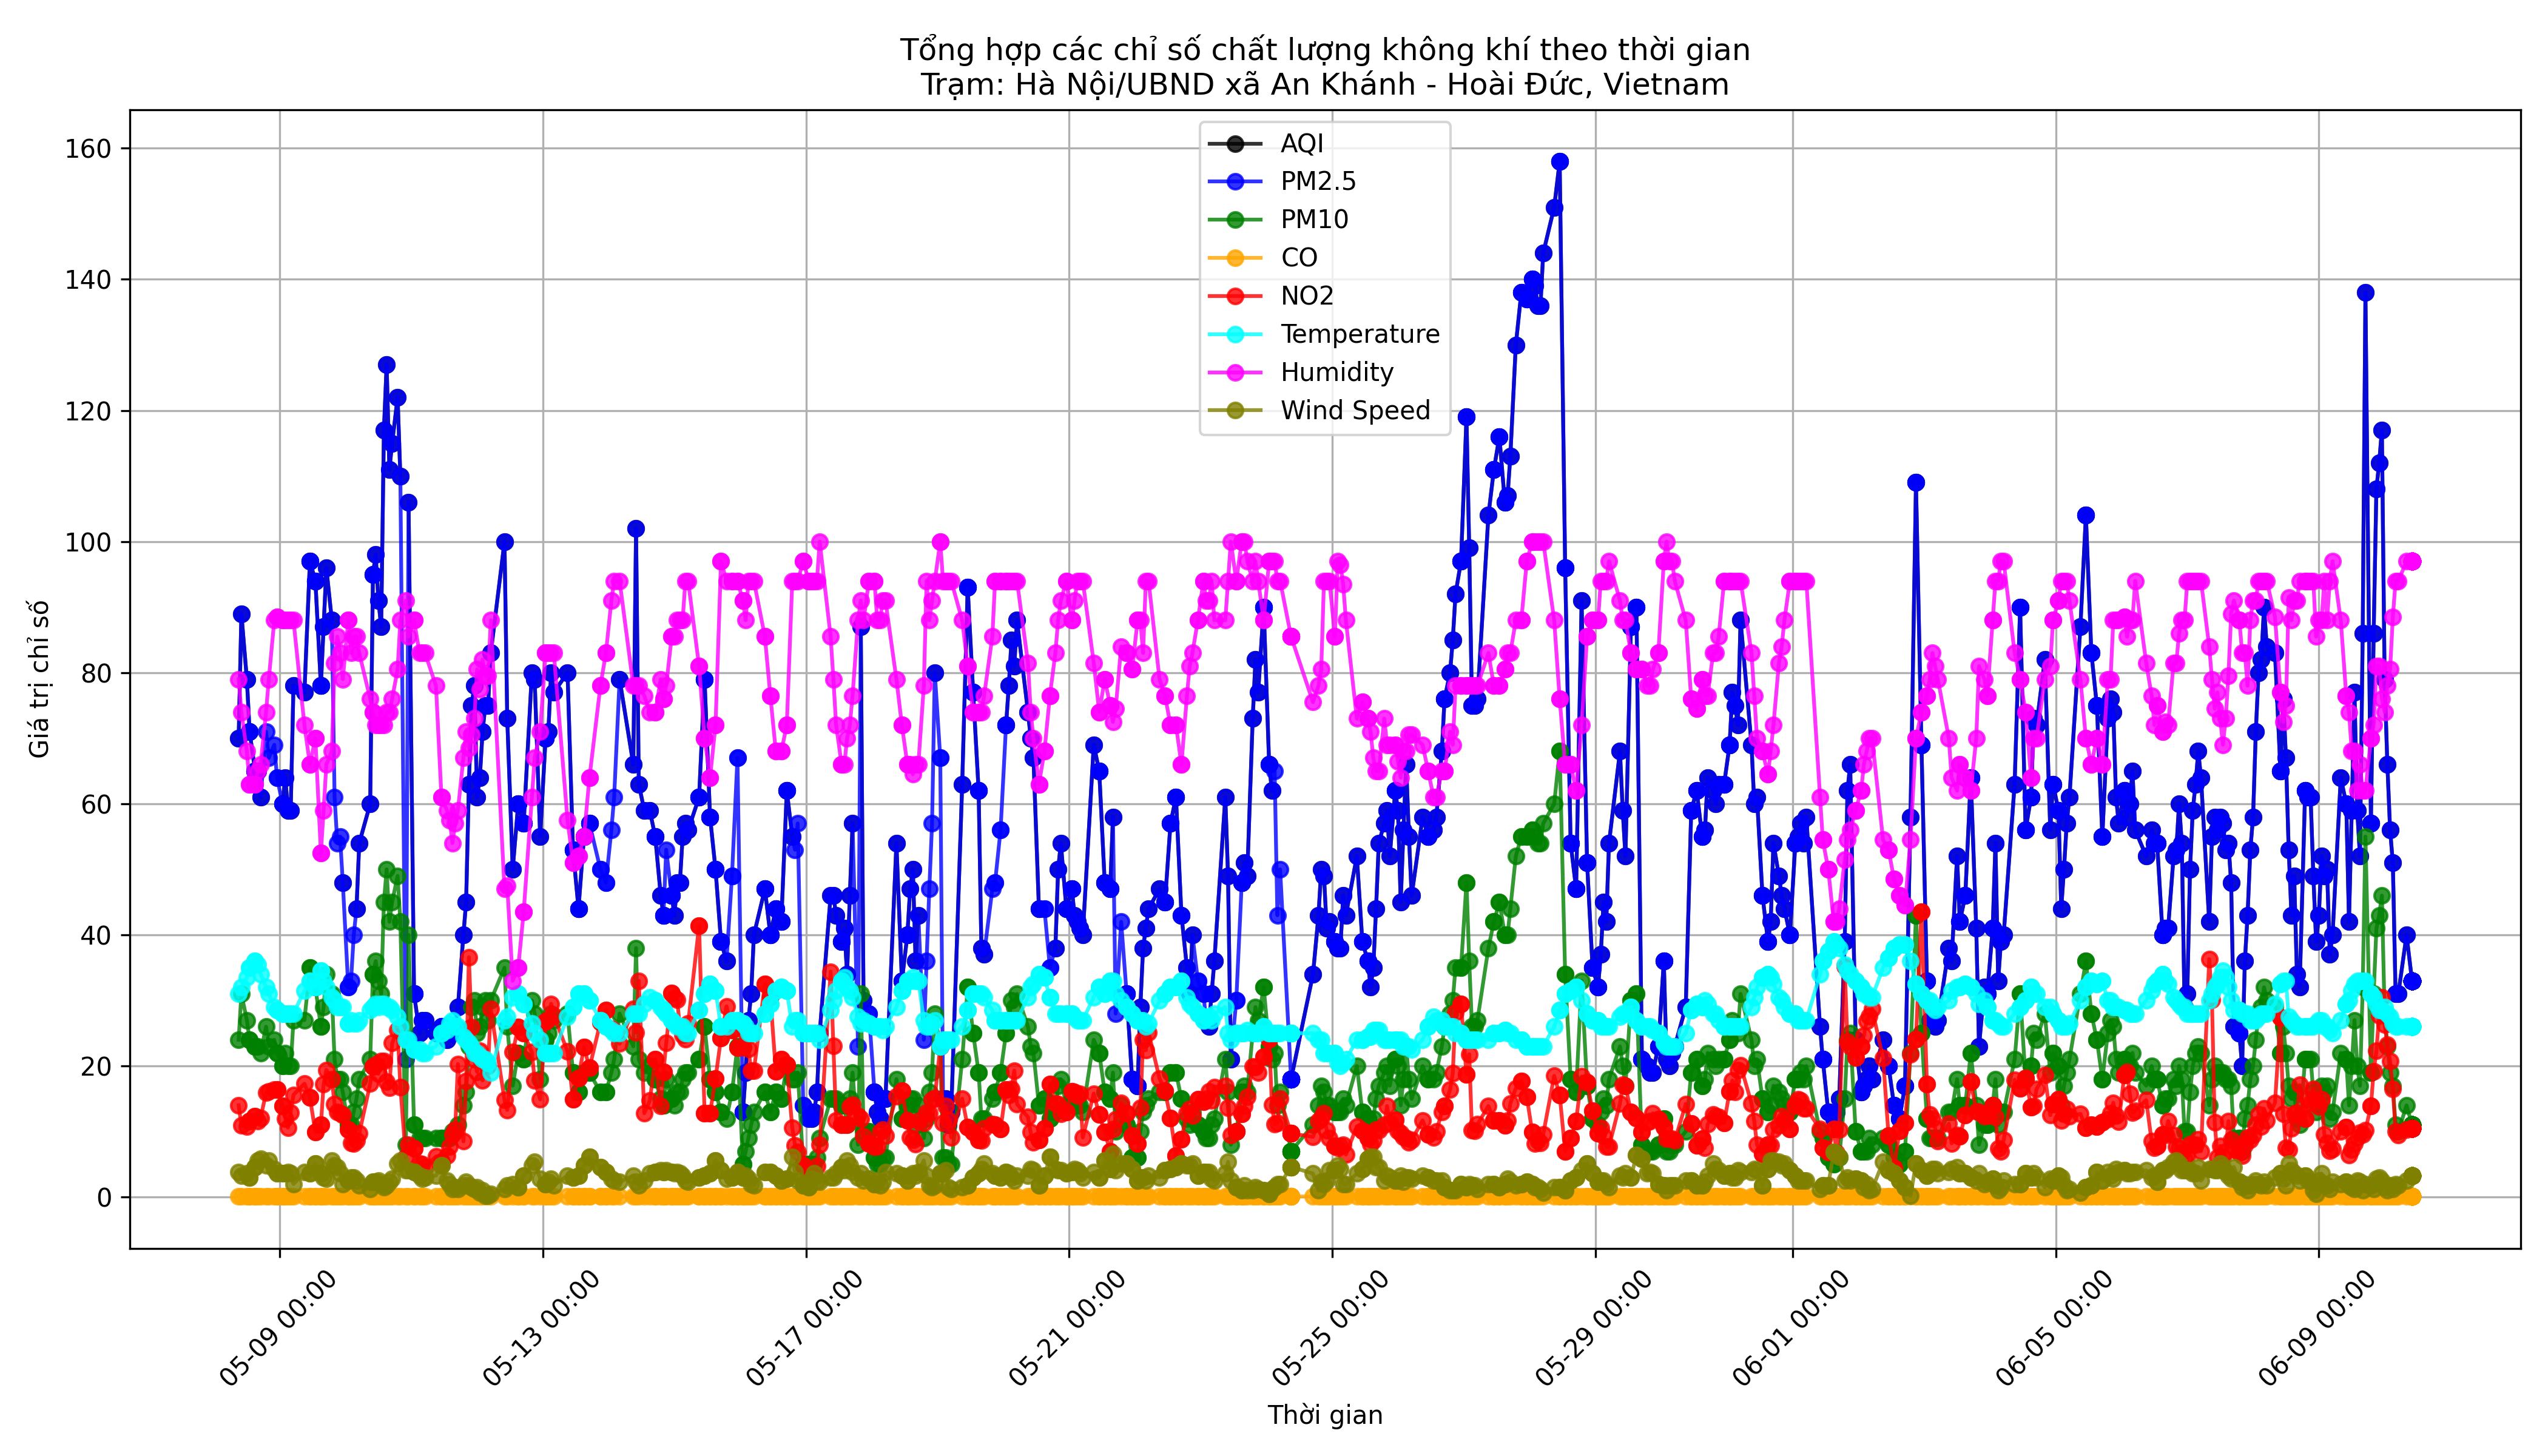 Tổng hợp các chỉ số chất lượng không khí theo thời gian
Trạm: Hà Nội/UBND xã An Khánh - Hoài Đức, Vietnam
Giá trị chỉ số
160
140
120
100
80
60
40
20
0
AQI
PM2.5
PM10
CO
NO2
Temperature
Humidity
Wind Speed
05-09 00:00
05-13 00:00
05-17 00:00
05-21 00:00
05-25 00:00
05-29 00:00
06-01 00:00
06-05 00:00
06-09 00:00
Thời gian